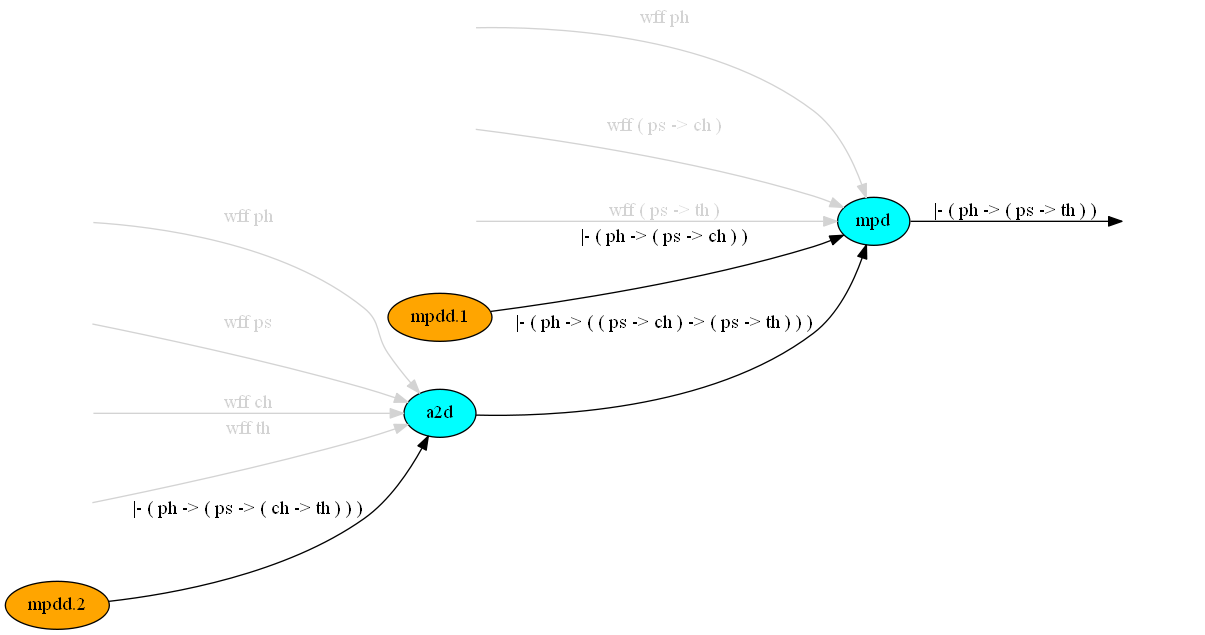 wff ph
wff ( ps -> ch )
wff ( ps -> th )
mpd
|- ( ph -> ( ps -> th ) )
wff ph
|- ( ph -> ( ps -> ch ) )
mpdd.1
|- ( ph -> ( ( ps -> ch ) -> ( ps -> th ) ) )
wff ps
wff ch
a2d
wff th
|- ( ph -> ( ps -> ( ch -> th ) ) )
mpdd.2